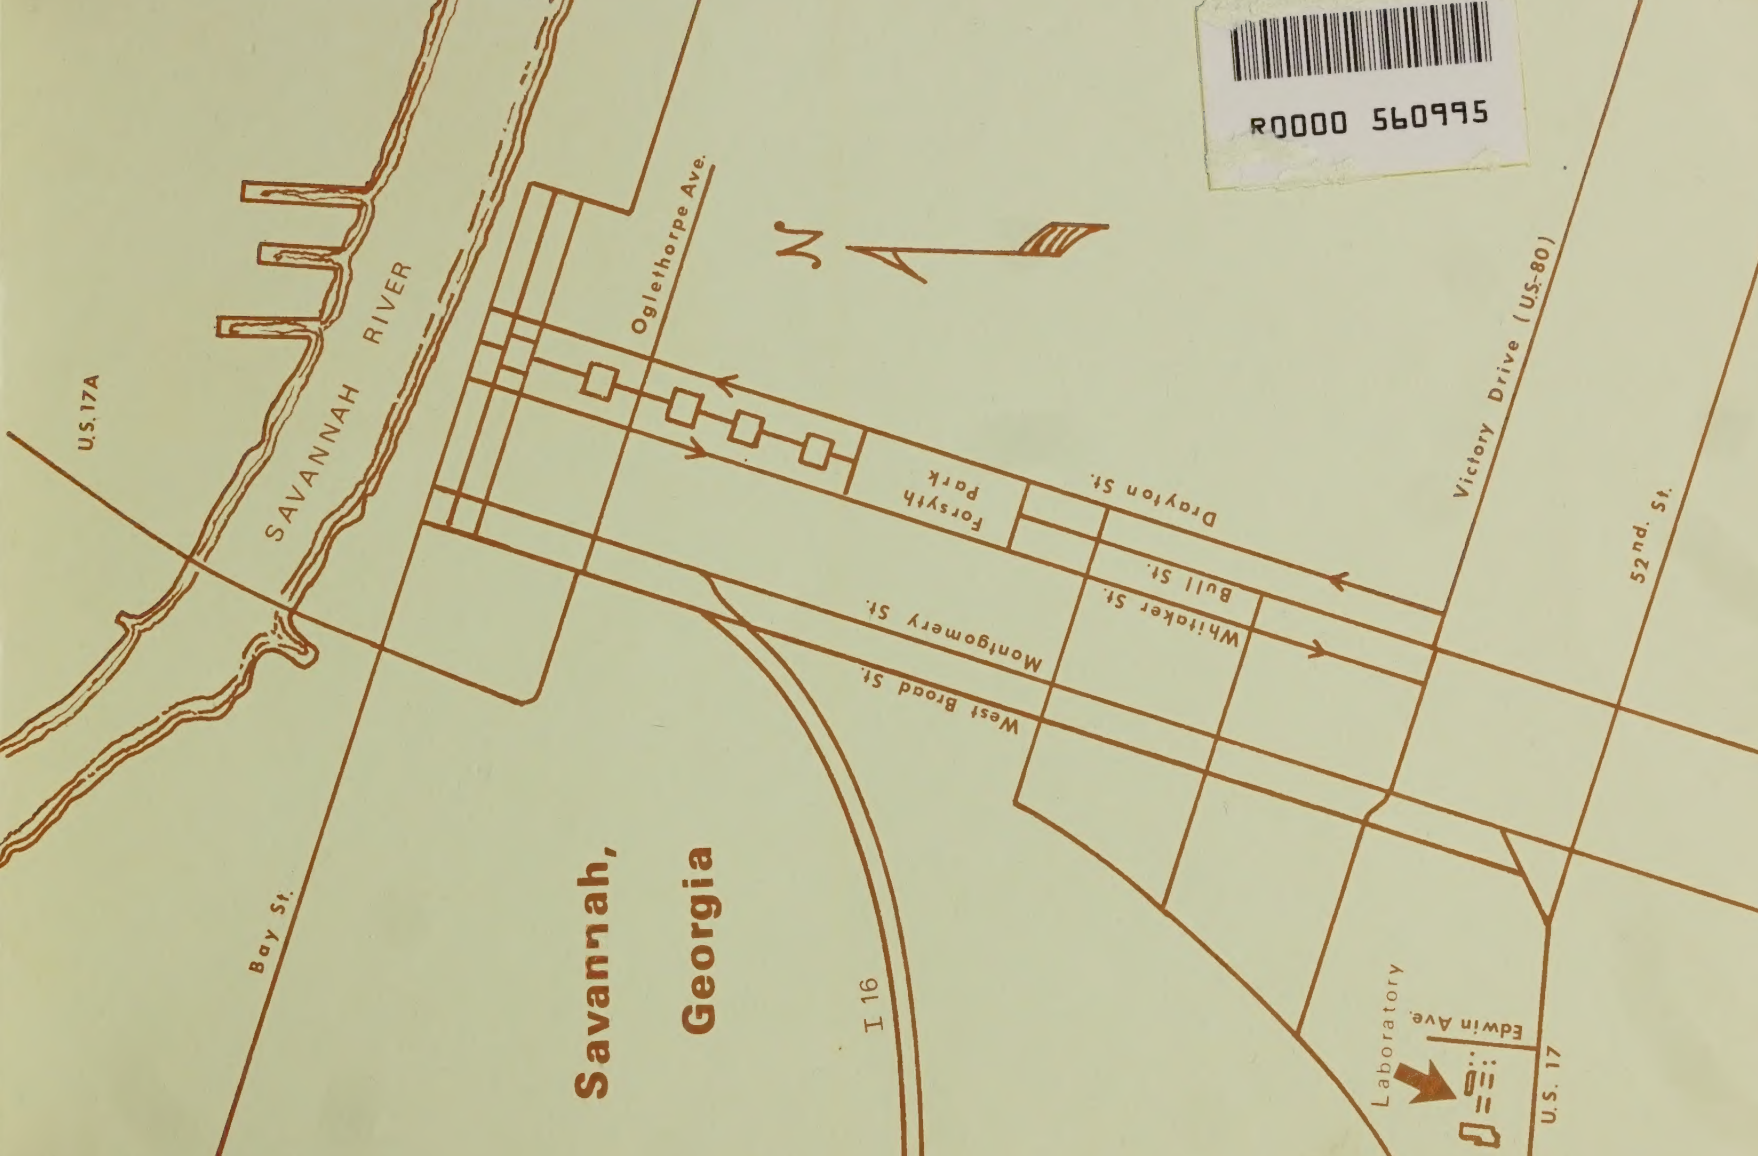 R0000 560995
N
U.S. 17A
SAVANNAH RIVER
Oglethorpe Ave.
Victory Drive (U.S-80)
52nd. St.
Drayton St.
Forsyth
Park
Bull St.
Whitaker St.
Montgomery St.
West Broad St.
Bay St.
Savannah,
Georgia
I 16
Laboratory
Edwin Ave.
U.S. 17